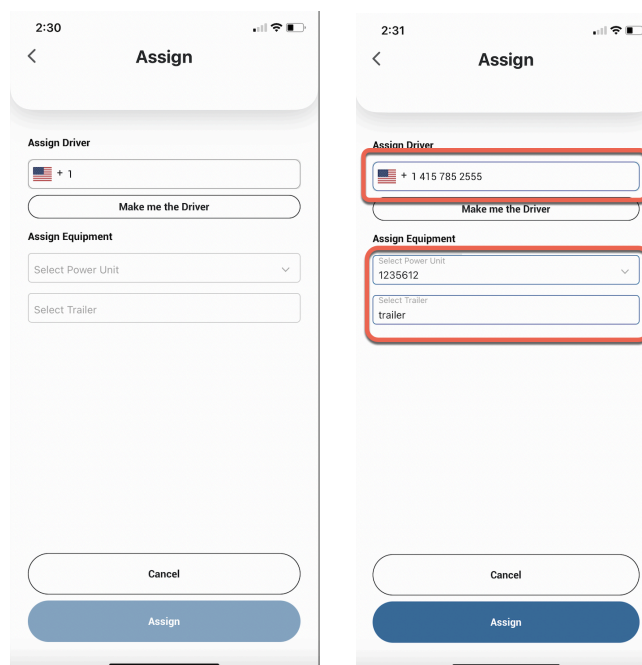 2:30
Assign
Assign Driver
+ 1
Make me the Driver
Assign Equipment
Select Power Unit
Select Trailer
Cancel
Assign
2:31
Assign
Assign Driver
+ 1 415 785 2555
Make me the Driver
Assign Equipment
Select Power Unit
1235612
Select Trailer
trailer
Cancel
Assign